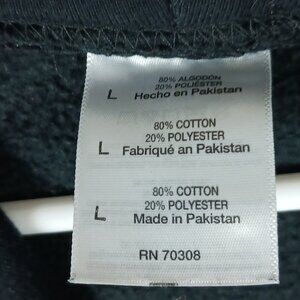 80% ALGODON
20% POLIÉSTER
L Hecho en Pakistan
80% COTTON
20% POLYESTER
L Fabriqué an Pakistan
80% COTTON
20% POLYESTER
L Made in Pakistan
RN 70308